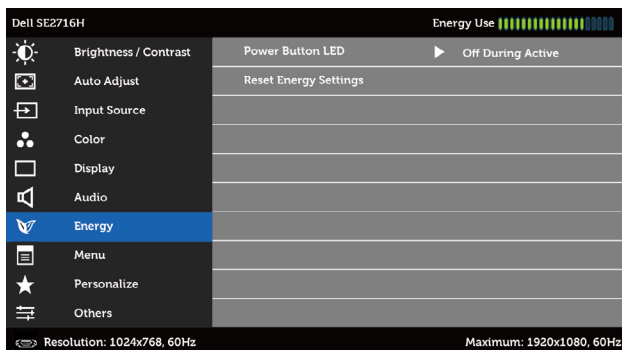 Dell SE2716H Energy Use
Brightness / Contrast Power Button LED Off During Active
Auto Adjust Reset Energy Settings
Input Source
Color
Display
Audio
Energy
Menu
Personalize
Others
Resolution: 1024x768, 60Hz Maximum: 1920x1080, 60Hz